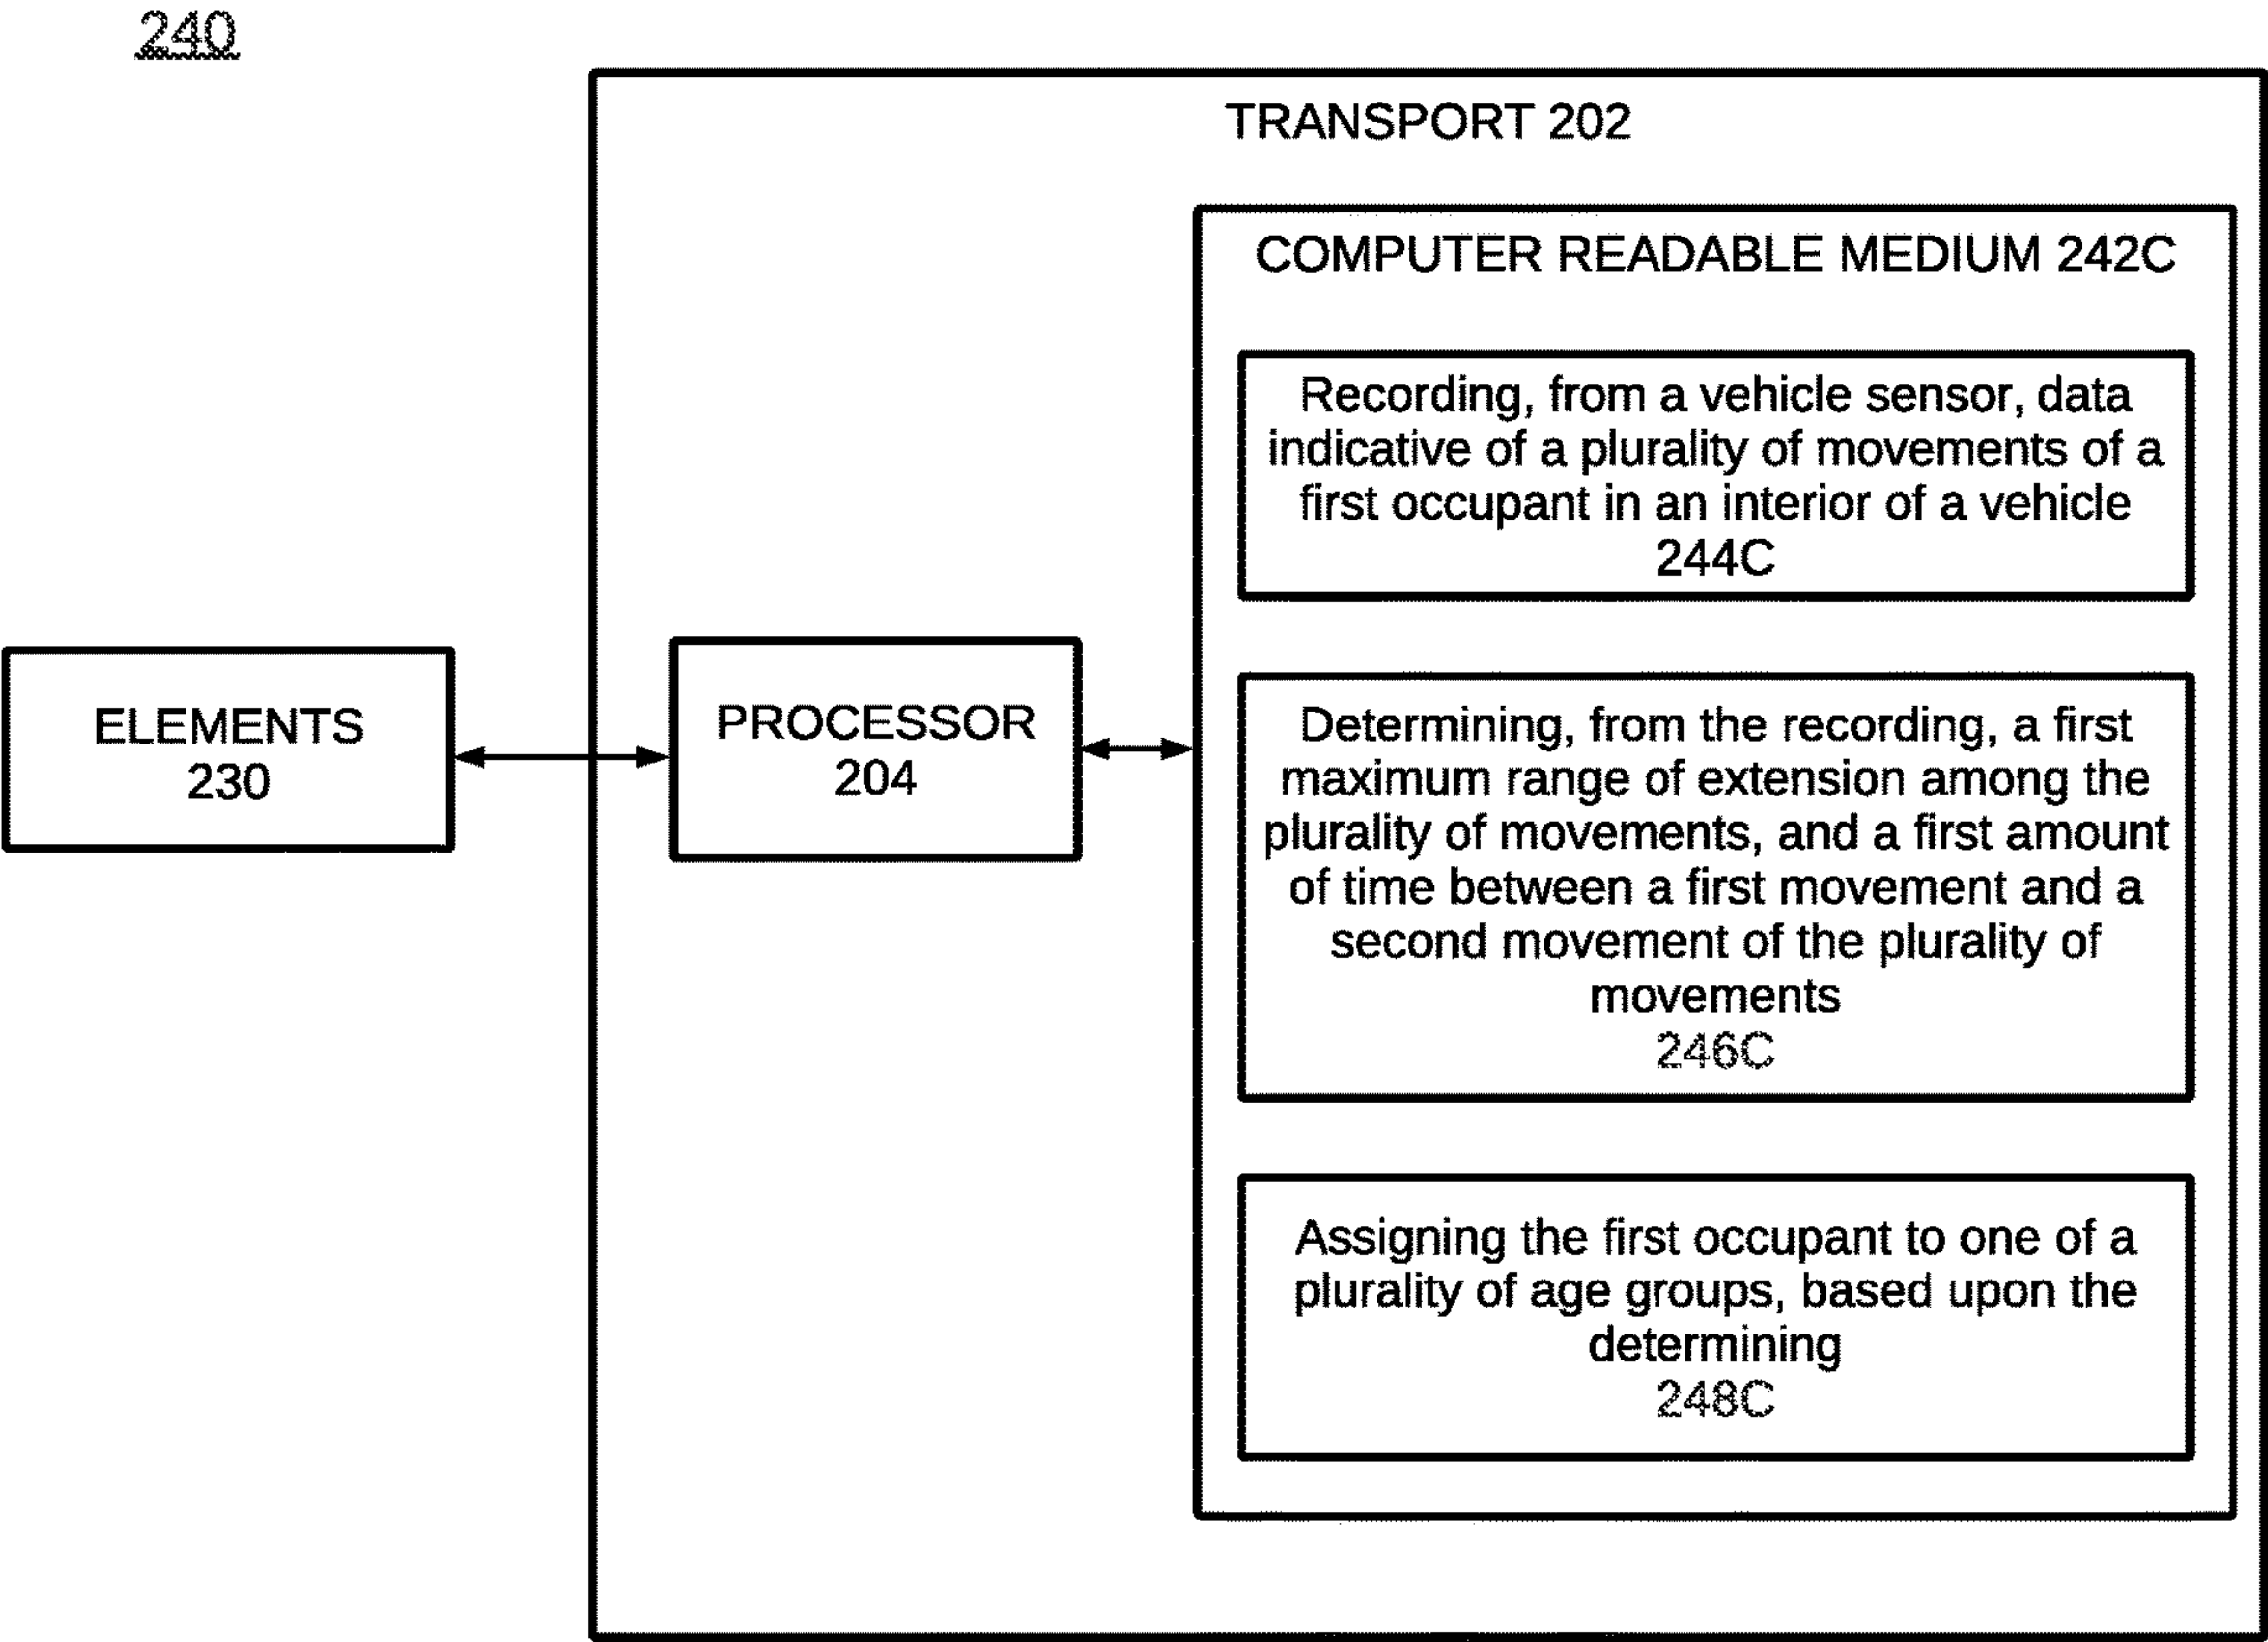 240
TRANSPORT 202
COMPUTER READABLE MEDIUM 242C
Recording, from a vehicle sensor, data
indicative of a plurality of movements of a
first occupant in an interior of a vehicle
244C
ELEMENTS
230
PROCESSOR
204
Determining, from the recording, a first
maximum range of extension among the
plurality of movements, and a first amount
of time between a first movement and a
second movement of the plurality of
movements
246C
Assigning the first occupant to one of a
plurality of age groups, based upon the
determining
248C